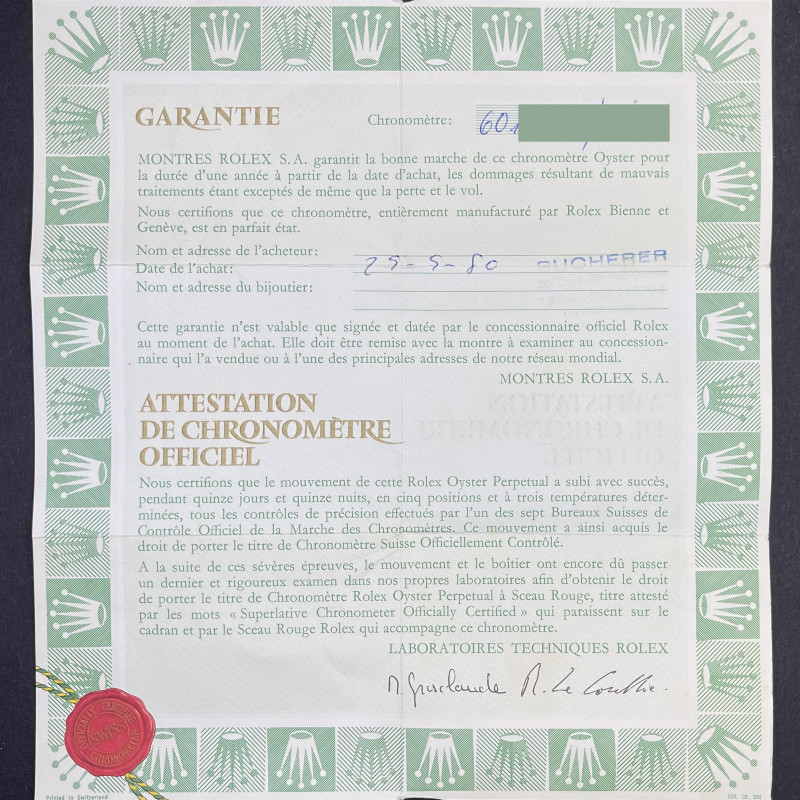 GARANTIE
Chronomètre: 60
MONTRES ROLEX S.A. garantit la bonne marche de ce chronomètre Oyster pour
la durée d'une année à partir de la date d'achat, les dommages résultant de mauvais
traitements étant exceptés de même que la perte et le vol.
Nous certifions que ce chronomètre, entièrement manufacturé par Rolex Bienne et
Genève, est en parfait état.
Nom et adresse de l'acheteur:
Date de l'achat: 25-5-80 BUCHERER
Nom et adresse du bijoutier:
Cette garantie n'est valable que signée et datée par le concessionnaire officiel Rolex
au moment de l'achat. Elle doit être remise avec la montre à examiner au concession-
naire qui l'a vendue ou à l'une des principales adresses de notre réseau mondial.
MONTRES ROLEX S.A.
ATTESTATION
DE CHRONOMÈTRE
OFFICIEL
Nous certifions que le mouvement de cette Rolex Oyster Perpetual a subi avec succès,
pendant quinze jours et quinze nuits, en cinq positions et à trois températures déter-
minées, tous les contrôles de précision effectués par l'un des sept Bureaux Suisses de
Contrôle Officiel de la Marche des Chronomètres. Ce mouvement a ainsi acquis le
droit de porter le titre de Chronomètre Suisse Officiellement Contrôlé.
A la suite de ces sévères épreuves, le mouvement et le boîtier ont encore dû passer
un dernier et rigoureux examen dans nos propres laboratoires afin d'obtenir le droit
de porter le titre de Chronomètre Rolex Oyster Perpetual à Sceau Rouge, titre attesté
par les mots « Superlative Chronometer Officially Certified » qui paraissent sur le
cadran et par le Sceau Rouge Rolex qui accompagne ce chronomètre.
LABORATOIRES TECHNIQUES ROLEX
OFFICIALLY CERTIFIED
SWISS
CHRONOMETER
Printed in Switzerland